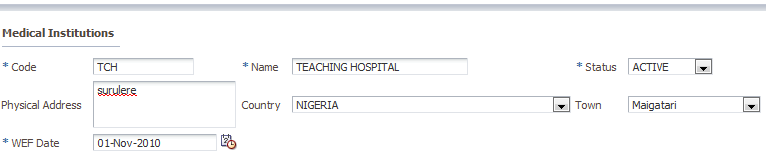 Medical Institutions
* Code TCH * Name TEACHING HOSPITAL * Status ACTIVE
Physical Address surulere Country NIGERIA Town Maigatari
* WEF Date 01-Nov-2010